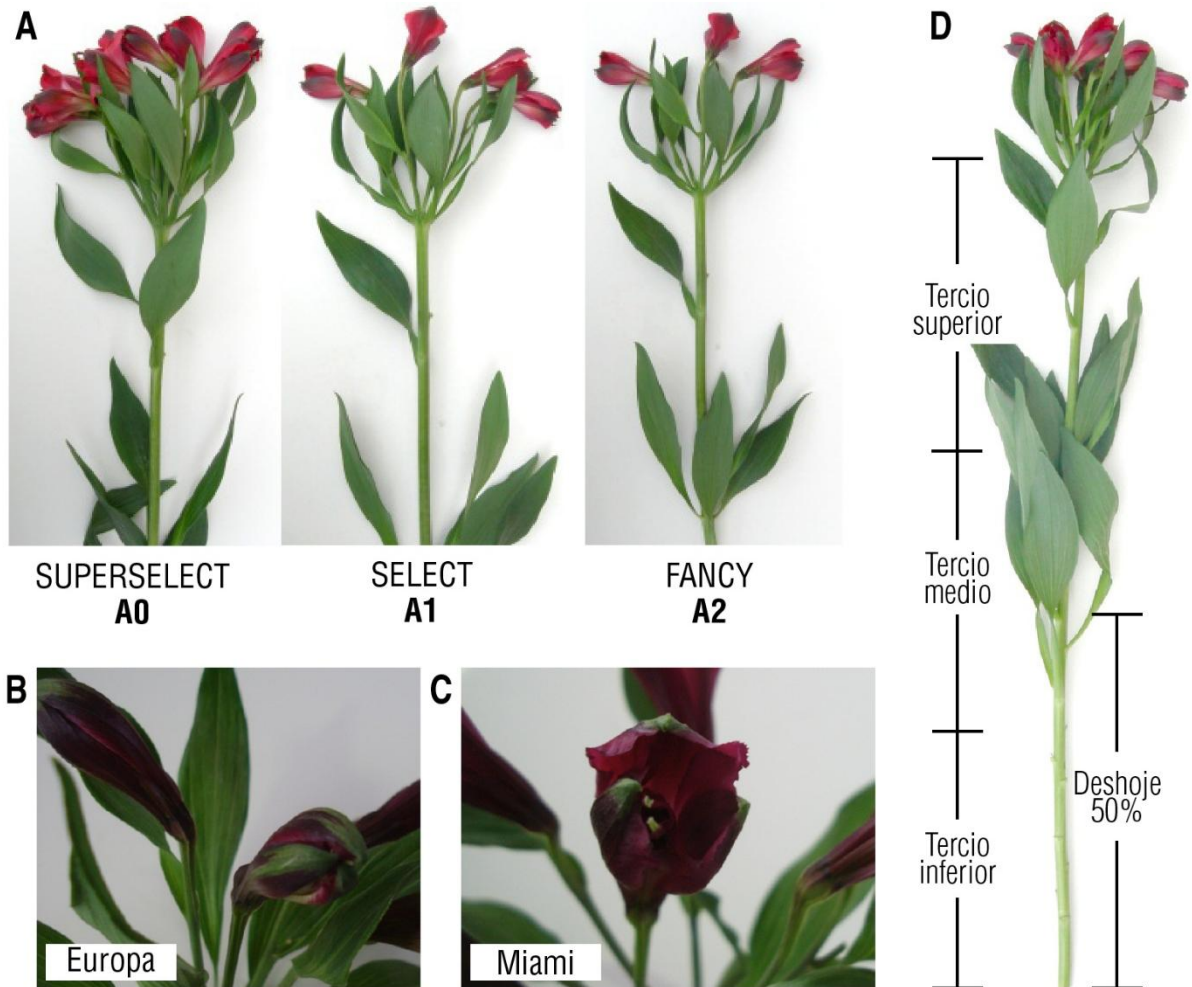 A
SUPERSELECT
A0
SELECT
A1
FANCY
A2
B
Europa
C
Miami
D
Tercio
superior
Tercio
medio
Tercio
inferior
Deshoje
50%